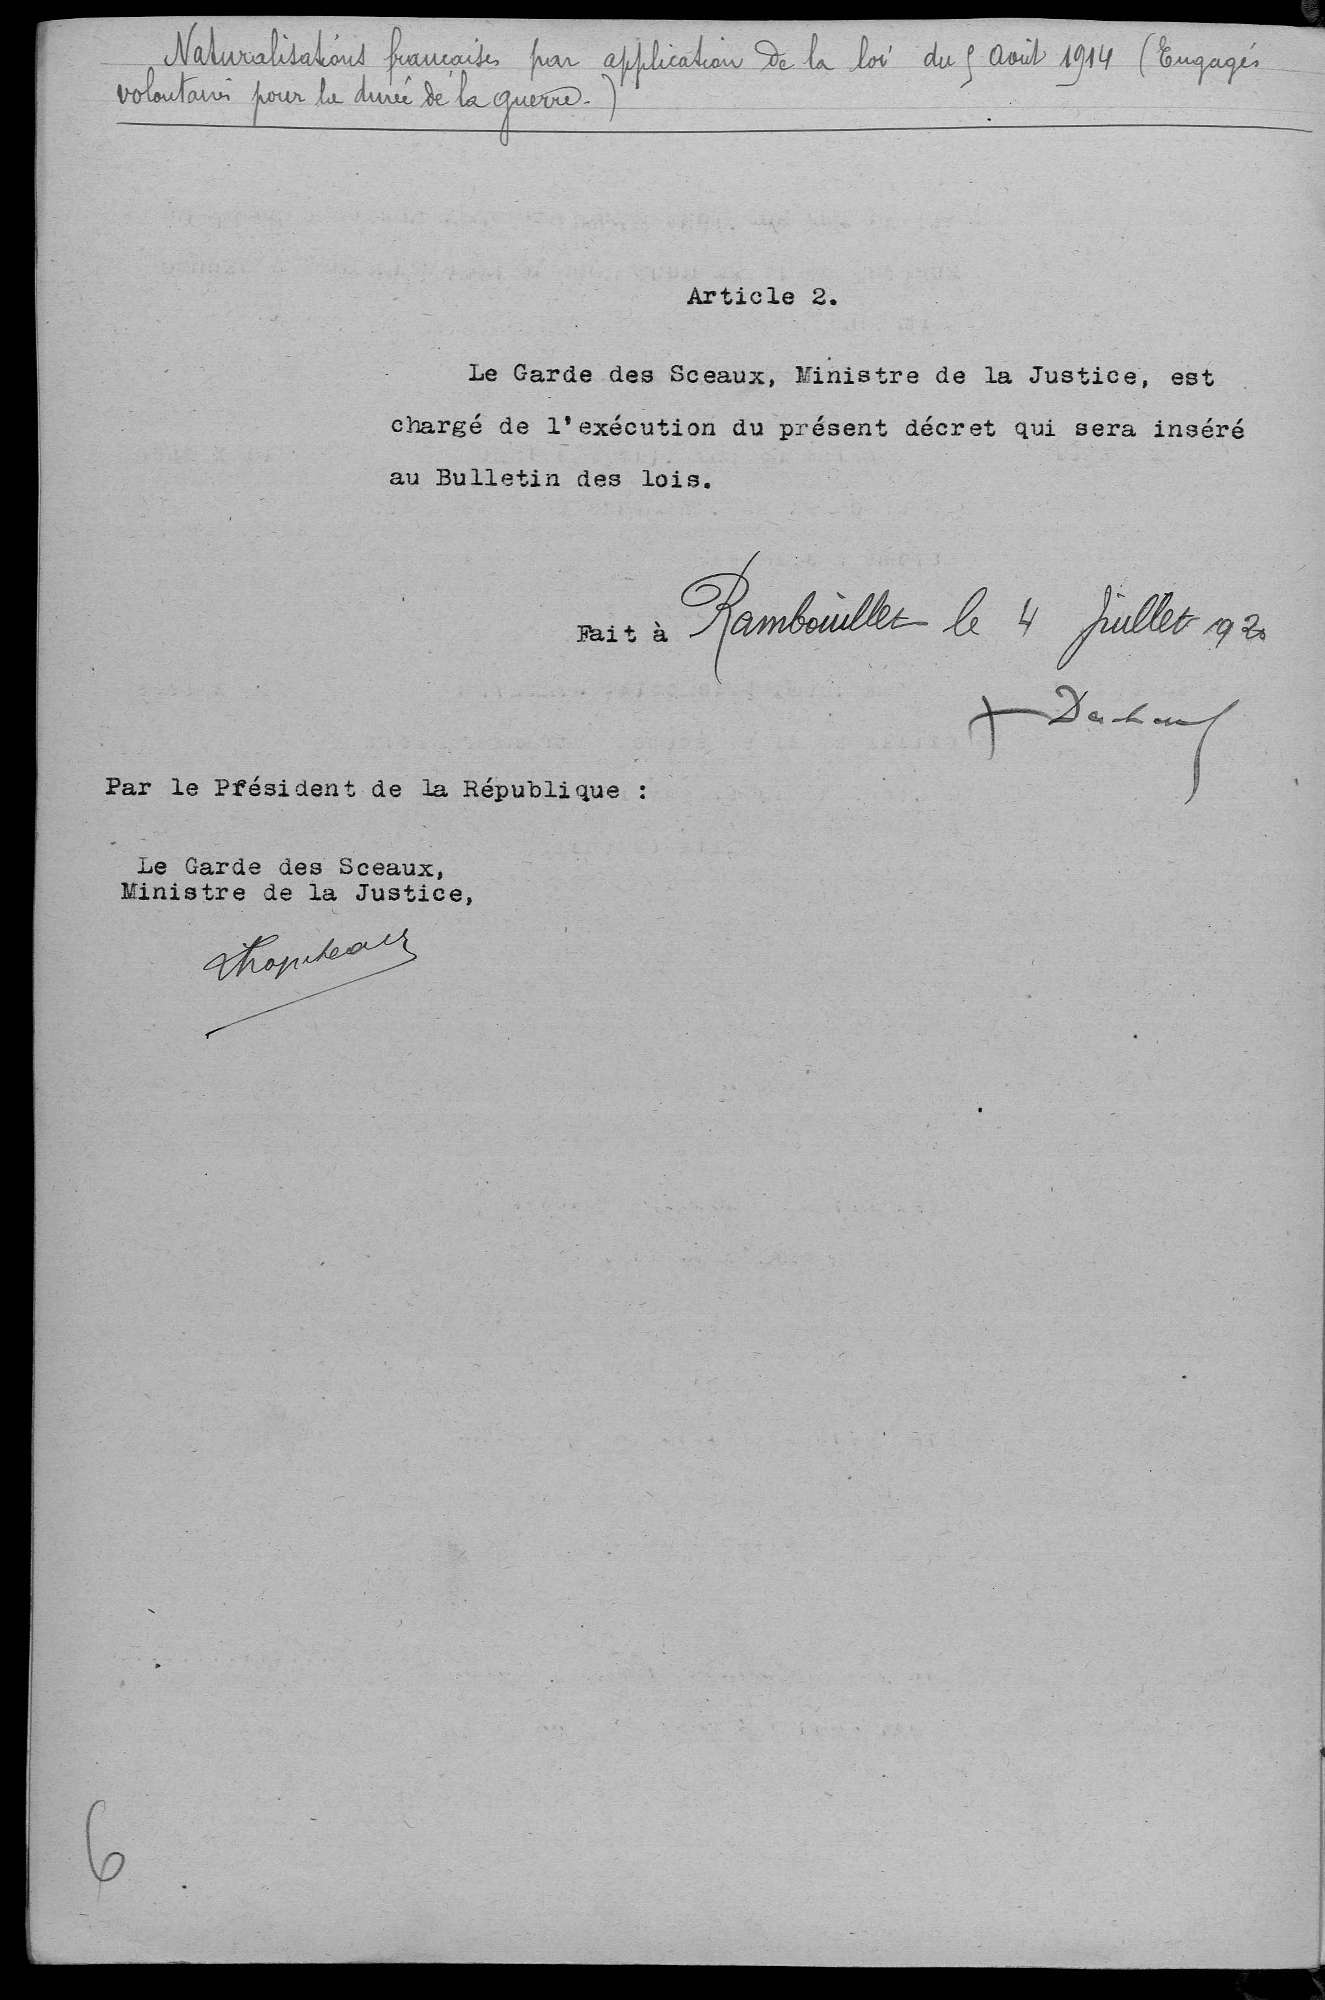 Naturalisations françaises par application de la loi du 5 Août 1914 (Engagés
volontaires pour la durée de la guerre.)
Article 2.
Le Garde des Sceaux, Ministre de la Justice, est
chargé de l'exécution du présent décret qui sera inséré
au Bulletin des lois.
Fait à Rambouillet le 4 Juillet 1920
Par le Président de la République :
Le Garde des Sceaux,
Ministre de la Justice,
6